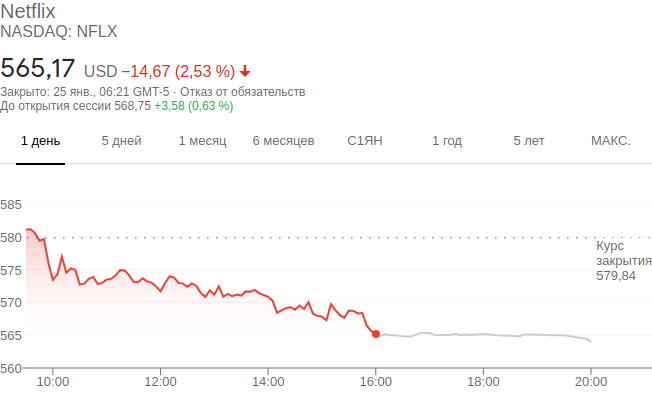 Netflix
NASDAQ: NFLX
565,17 USD −14,67 (2,53 %)
Закрыто: 25 янв., 06:21 GMT-5 · Отказ от обязательств
До открытия сессии 568,75 +3,58 (0,63 %)
1 день 5 дней 1 месяц 6 месяцев С1ЯН 1 год 5 лет МАКС.
585
580
Курс
закрытия
579,84
575
570
565
560
10:00 12:00 14:00 16:00 18:00 20:00